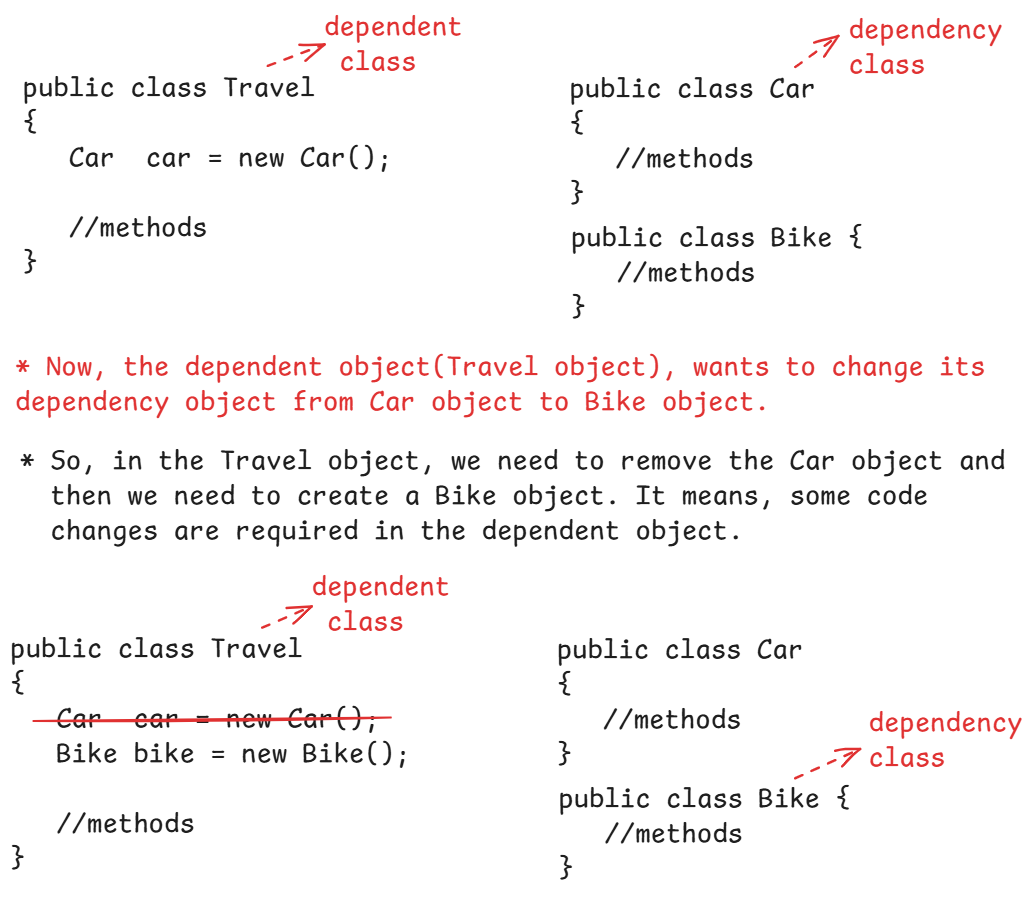 dependent
class
public class Travel
{
Car  car = new Car();
//methods
}
dependency
class
public class Car
{
//methods
}
public class Bike {
//methods
}
* Now, the dependent object(Travel object), wants to change its
dependency object from Car object to Bike object.
* So, in the Travel object, we need to remove the Car object and
then we need to create a Bike object. It means, some code
changes are required in the dependent object.
dependent
class
public class Travel
{
Car  car = new Car();
Bike bike = new Bike();
//methods
}
public class Car
{
//methods
}
dependency
class
public class Bike {
//methods
}